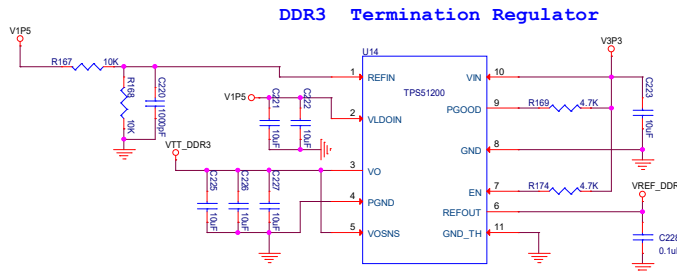 DDR3 Termination Regulator
V1P5
R167
10K
R168
10K
C220
1000pF
V1P5
C221
10uF
C222
10uF
VTT_DDR3
C225
10uF
C226
10uF
C227
10uF
U14
TPS51200
1 REFIN
2 VLDOIN
3 VO
4 PGND
5 VOSNS
VIN 10
PGOOD 9
GND 8
EN 7
REFOUT 6
GND_TH 11
V3P3
R169
4.7K
C223
10uF
R174
4.7K
VREF_DDR
C228
0.1u